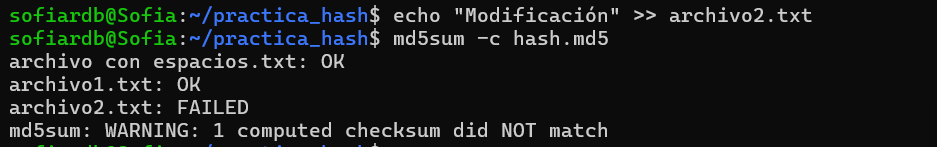 sofiardb@Sofia:~/practica_hash$ echo "Modificación" >> archivo2.txt
sofiardb@Sofia:~/practica_hash$ md5sum -c hash.md5
archivo con espacios.txt: OK
archivo1.txt: OK
archivo2.txt: FAILED
md5sum: WARNING: 1 computed checksum did NOT match